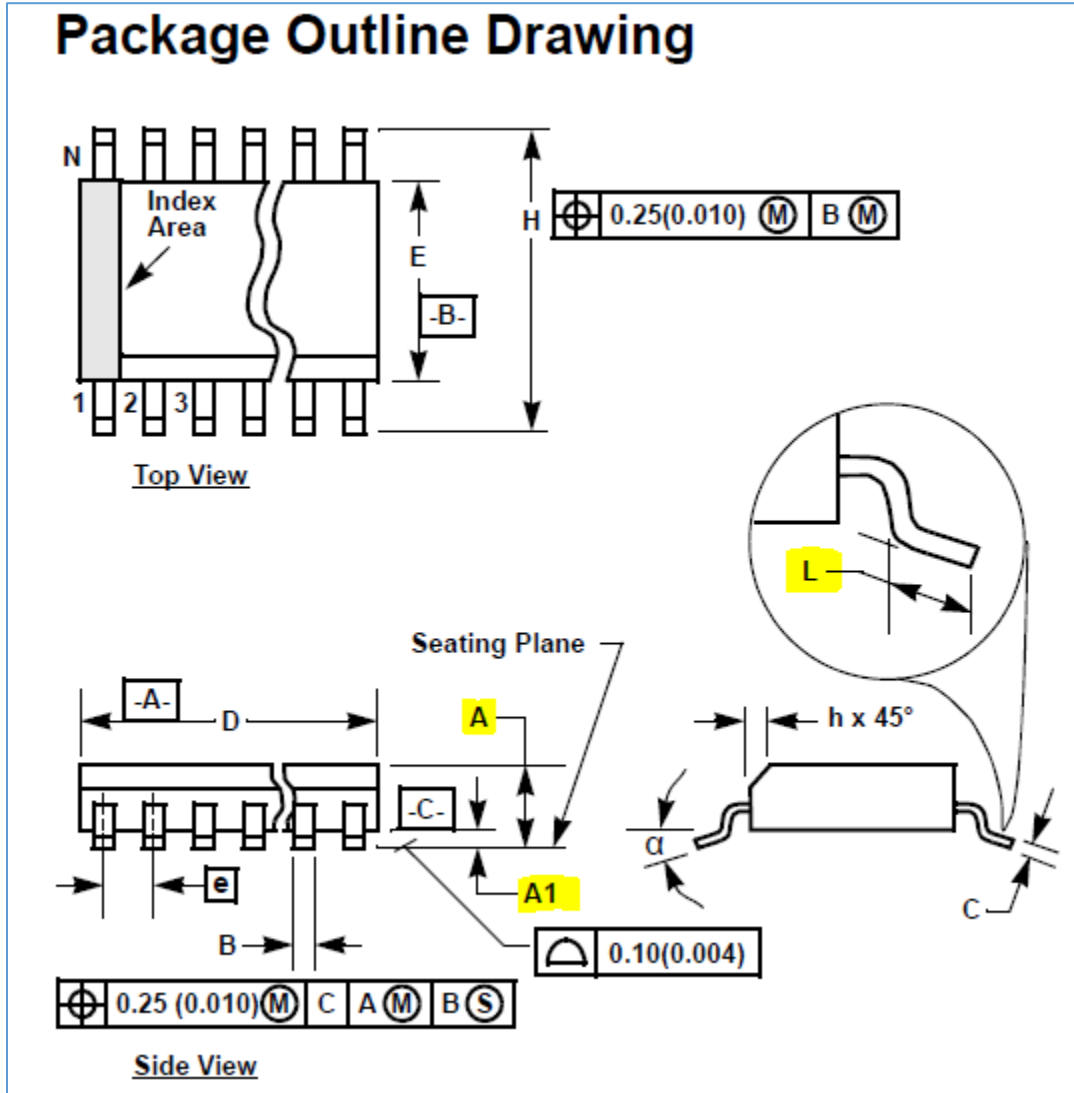 Package Outline Drawing
N
Index
Area
H
0.25(0.010) Ⓜ B Ⓜ
E
-B-
1 2 3
Top View
L
Seating Plane
-A-
D
A
h x 45°
-C-
α
e
A1
C
B
0.10(0.004)
0.25 (0.010)Ⓜ C A Ⓜ B Ⓢ
Side View